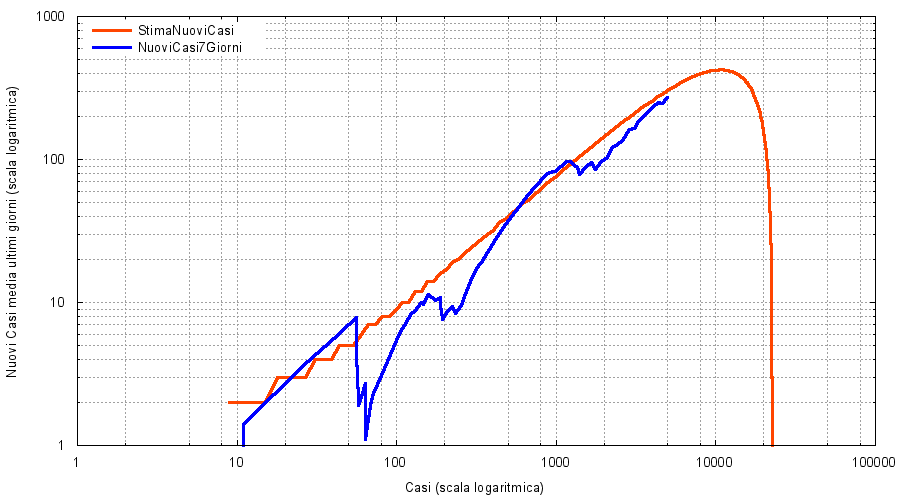 1000
StimaNuoviCasi
NuoviCasi7Giorni
100
10
1
Nuovi Casi media ultimi giorni (scala logaritmica)
1
10
100
1000
10000
100000
Casi (scala logaritmica)